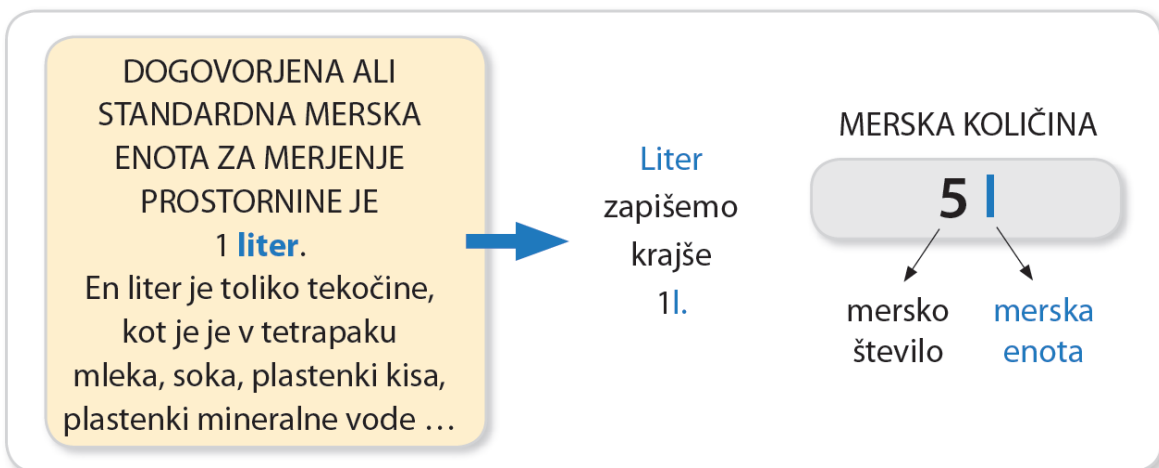 DOGOVORJENA ALI
STANDARDNA MERSKA
ENOTA ZA MERJENJE
PROSTORNINE JE
1 liter.
En liter je toliko tekočine,
kot je je v tetrapaku
mleka, soka, plastenki kisa,
plastenki mineralne vode …
Liter
zapišemo
krajše
1l.
MERSKA KOLIČINA
5 l
mersko
število
merska
enota